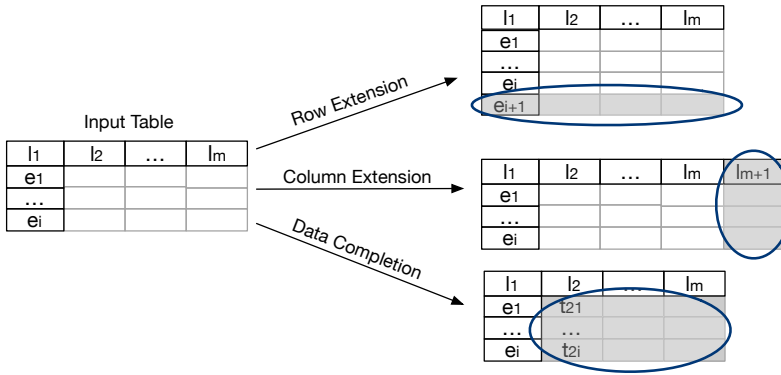 Input Table
l1 l2 ... lm
e1
...
ei
Row Extension
Column Extension
Data Completion
l1 l2 ... lm
e1
...
ei
ei+1
l1 l2 ... lm lm+1
e1
...
ei
l1 l2 ... lm
e1 t21
... ...
ei t2i